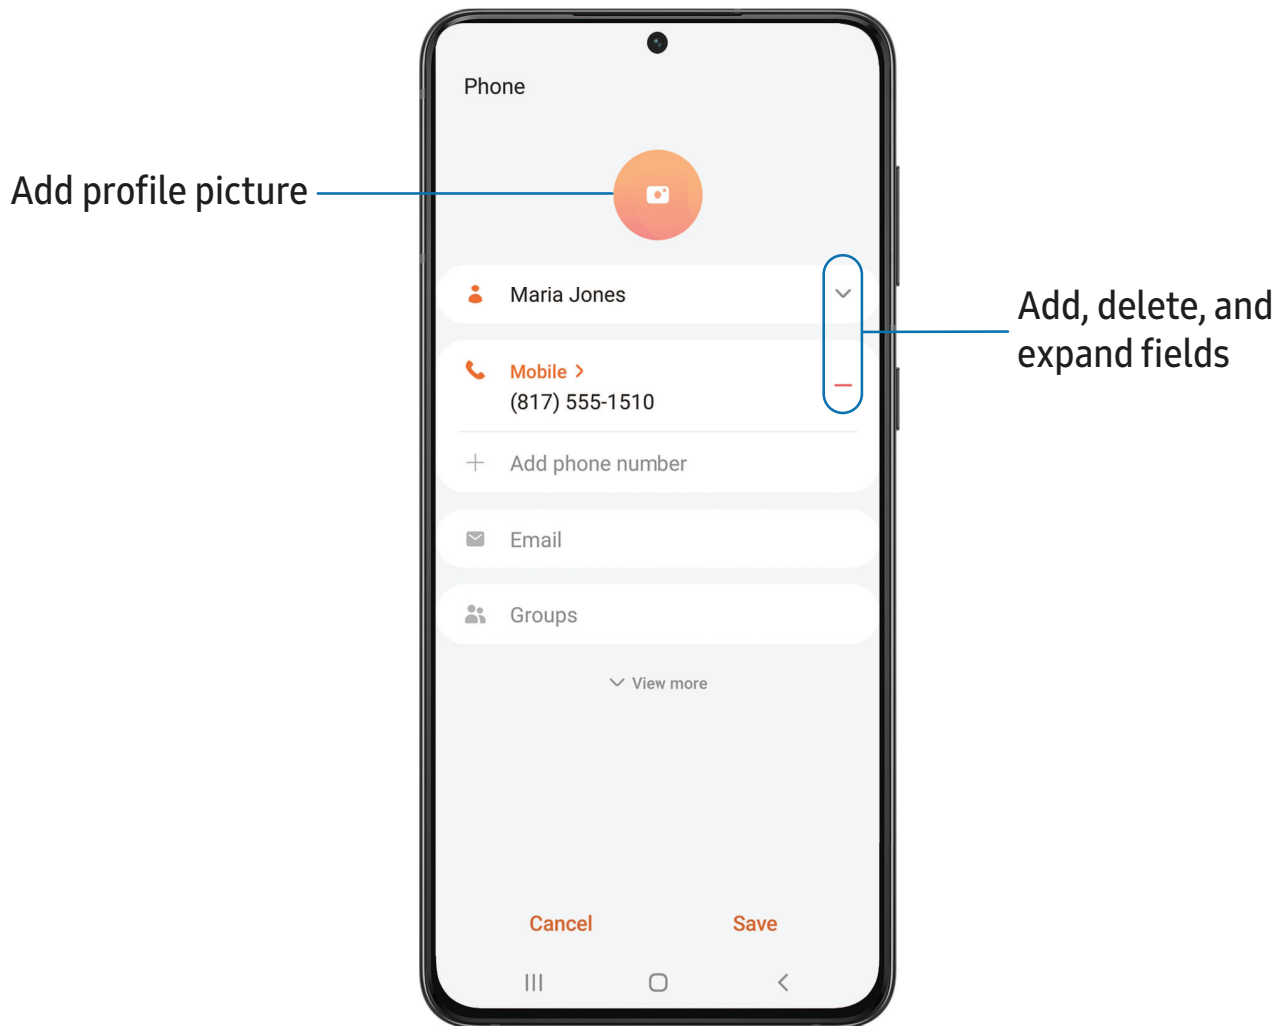 Phone
Add profile picture
Maria Jones
Add, delete, and
expand fields
Mobile >
(817) 555-1510
Add phone number
Email
Groups
View more
Cancel
Save